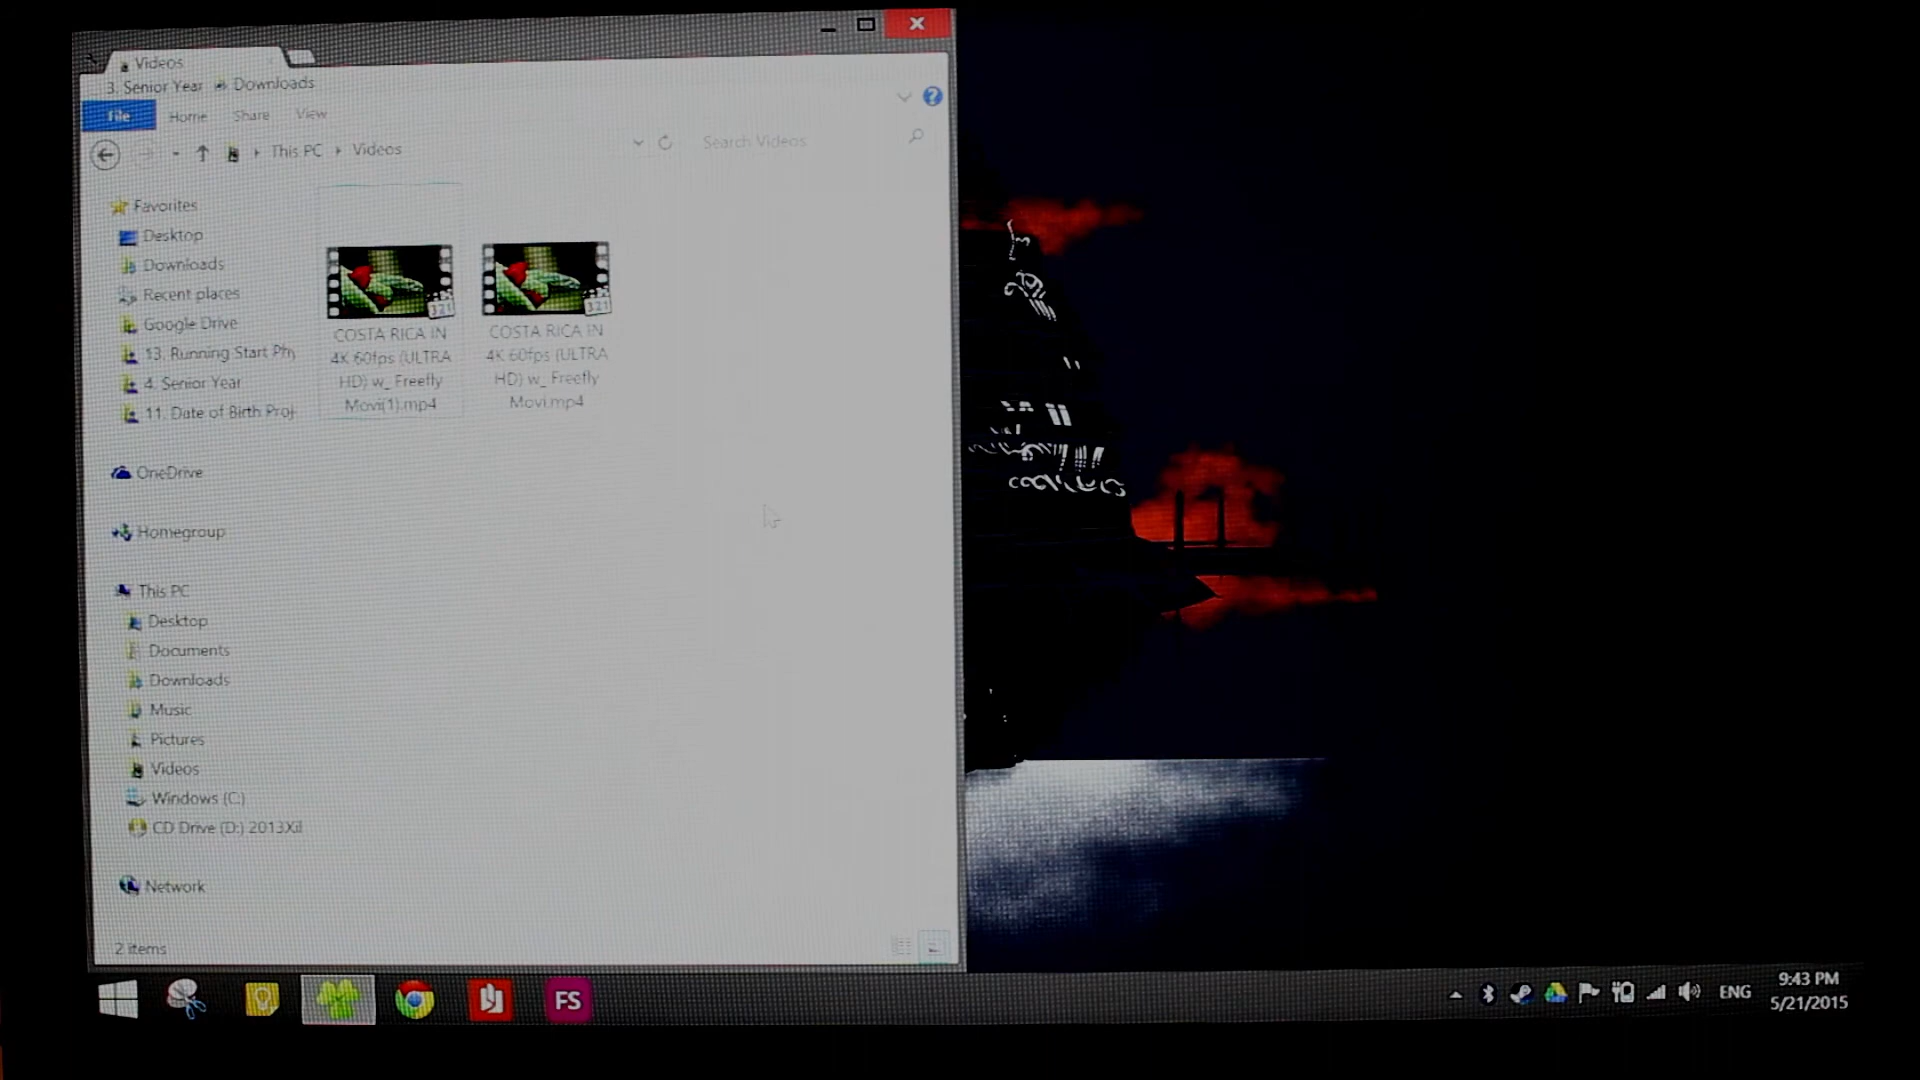 Videos
3. Senior Year Downloads
File Home Share View
This PC Videos
Search Videos
Favorites
Desktop
Downloads
Recent places
Google Drive
13. Running Start Phy
4. Senior Year
11. Date of Birth Proj
OneDrive
Homegroup
This PC
Desktop
Documents
Downloads
Music
Pictures
Videos
Windows (C:)
CD Drive (D:) 2013Xil
Network
COSTA RICA IN
4K 60fps (ULTRA
HD) w_ Freefly
Movi(1).mp4
COSTA RICA IN
4K 60fps (ULTRA
HD) w_ Freefly
Movi.mp4
321
321
2 items
FS
ENG
9:43 PM
5/21/2015